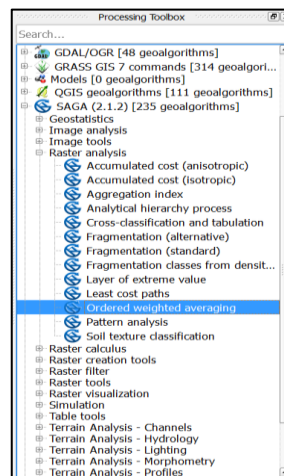 Processing Toolbox
Search...
GDAL/OGR [48 geoalgorithms]
GRASS GIS 7 commands [314 geoalgori...
Models [0 geoalgorithms]
QGIS geoalgorithms [111 geoalgorithms]
SAGA (2.1.2) [235 geoalgorithms]
Geostatistics
Image analysis
Image tools
Raster analysis
Accumulated cost (anisotropic)
Accumulated cost (isotropic)
Aggregation index
Analytical hierarchy process
Cross-classification and tabulation
Fragmentation (alternative)
Fragmentation (standard)
Fragmentation classes from densit...
Layer of extreme value
Least cost paths
Ordered weighted averaging
Pattern analysis
Soil texture classification
Raster calculus
Raster creation tools
Raster filter
Raster tools
Raster visualization
Simulation
Table tools
Terrain Analysis - Channels
Terrain Analysis - Hydrology
Terrain Analysis - Lighting
Terrain Analysis - Morphometry
Terrain Analysis - Profiles